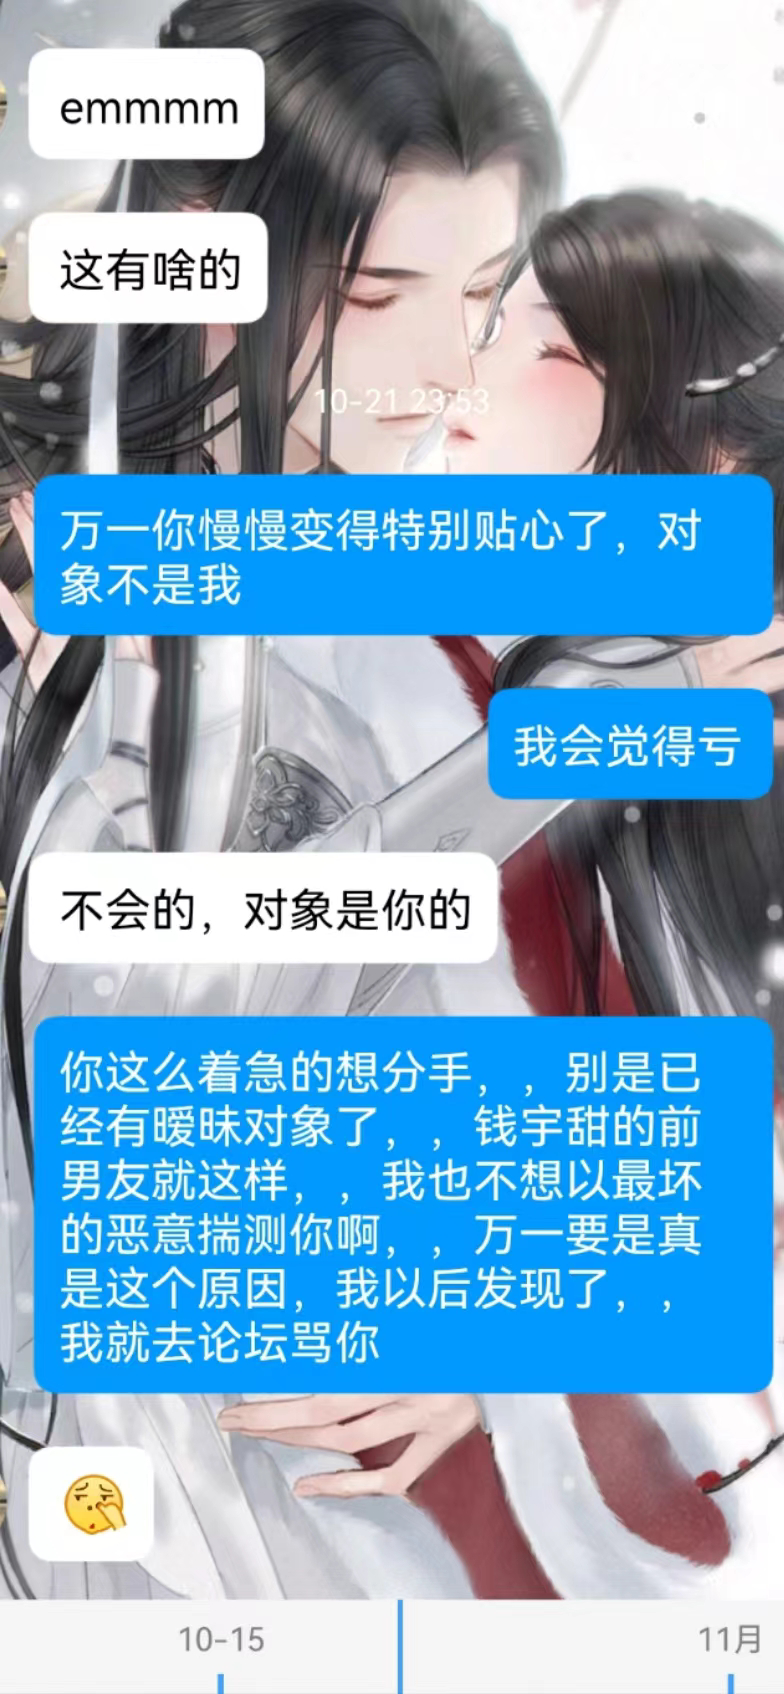 emmmm
这有啥的
10-21 23:53
万一你慢慢变得特别贴心了，对
象不是我
我会觉得亏
不会的，对象是你的
你这么着急的想分手，，别是已
经有暧昧对象了，，钱宇甜的前
男友就这样，，我也不想以最坏
的恶意揣测你啊，，万一要是真
是这个原因，我以后发现了，，
我就去论坛骂你
10-15
11月